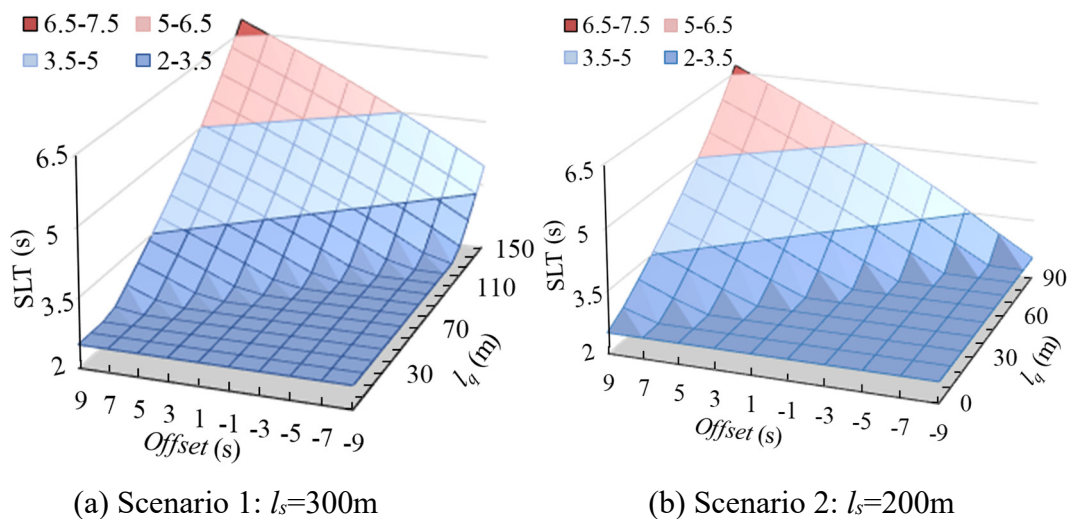 6.5-7.5 5-6.5
3.5-5 2-3.5
6.5
5
3.5
2
SLT (s)
9 7 5 3 1 -1 -3 -5 -7 -9
Offset (s)
30 70 110 150
lq (m)
(a) Scenario 1: ls=300m
6.5-7.5 5-6.5
3.5-5 2-3.5
6.5
5
3.5
2
SLT (s)
9 7 5 3 1 -1 -3 -5 -7 -9
Offset (s)
0 30 60 90
lq (m)
(b) Scenario 2: ls=200m